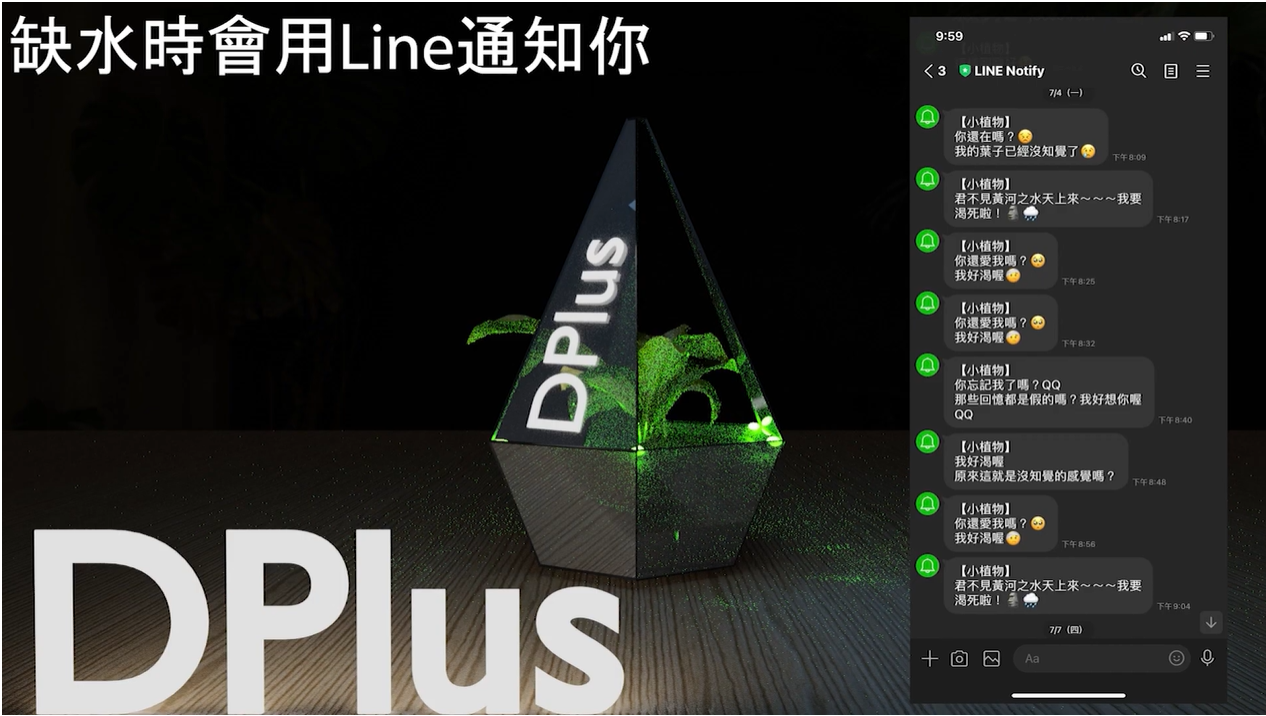 缺水時會用Line通知你
DPlus
DPlus
9:59
3 LINE Notify
7/4（一）
【小植物】
你還在嗎？😟
我的葉子已經沒知覺了😢
下午8:09
【小植物】
君不見黃河之水天上來～～～我要
渴死啦！🗿🌧️
下午8:17
【小植物】
你還愛我嗎？🥺
我好渴喔🤕
下午8:25
【小植物】
你還愛我嗎？🥺
我好渴喔🤕
下午8:32
【小植物】
你忘記我了嗎？QQ
那些回憶都是假的嗎？我好想你喔
QQ
下午8:40
【小植物】
我好渴喔
原來這就是沒知覺的感覺嗎？
下午8:48
【小植物】
你還愛我嗎？🥺
我好渴喔🤕
下午8:56
【小植物】
君不見黃河之水天上來～～～我要
渴死啦！🗿🌧️
下午9:04
7/7（四）
Aa